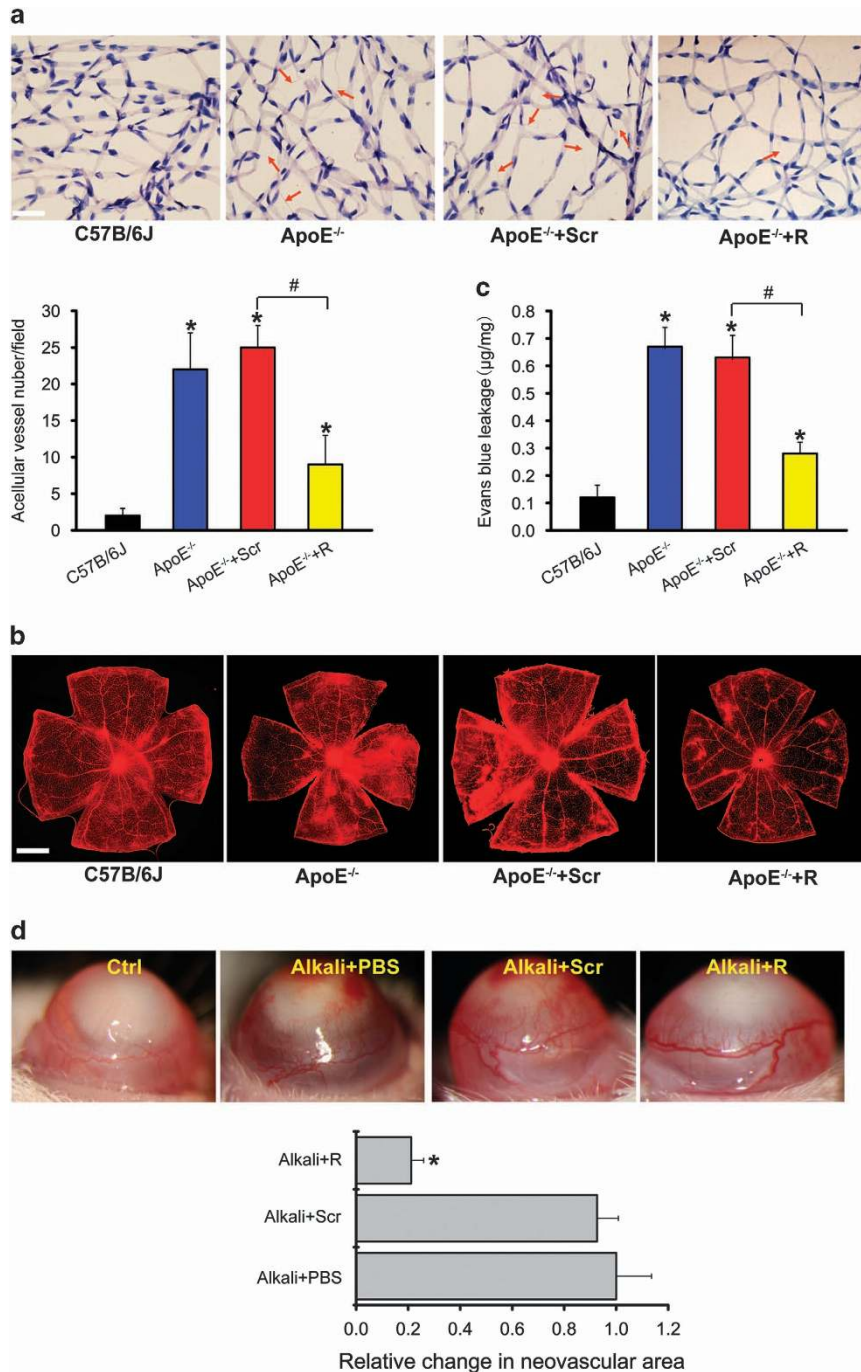 a
C57B/6J ApoE-/- ApoE-/-+Scr ApoE-/-+R
Acellular vessel nuber/field
30
25
20
15
10
5
0
* * # *
C57B/6J ApoE-/- ApoE-/-+Scr ApoE-/-+R
c
Evans blue leakage (µg/mg)
0.8
0.7
0.6
0.5
0.4
0.3
0.2
0.1
0.0
* * # *
C57B/6J ApoE-/- ApoE-/-+Scr ApoE-/-+R
b
C57B/6J ApoE-/- ApoE-/-+Scr ApoE-/-+R
d
Ctrl Alkali+PBS Alkali+Scr Alkali+R
Alkali+R *
Alkali+Scr
Alkali+PBS
0.0 0.2 0.4 0.6 0.8 1.0 1.2
Relative change in neovascular area